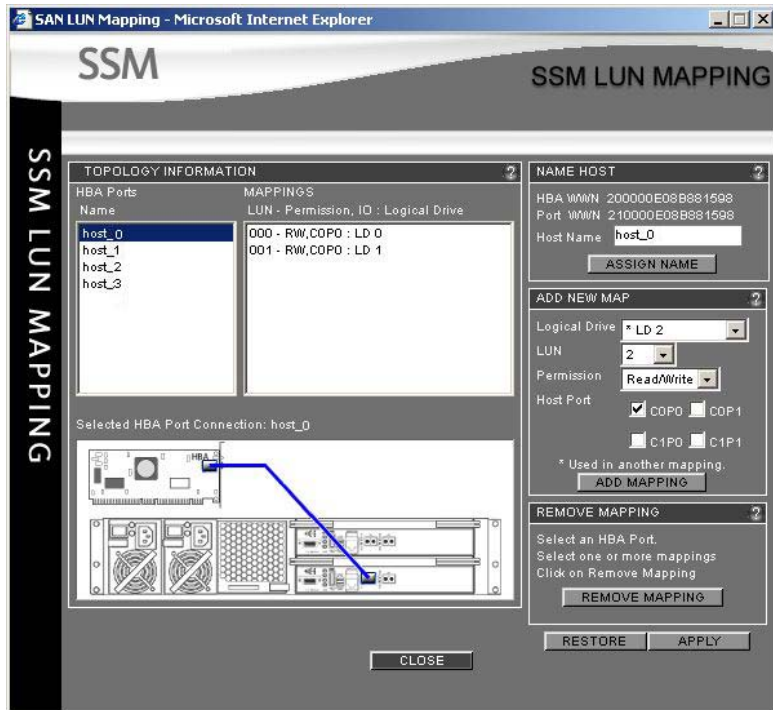 SAN LUN Mapping - Microsoft Internet Explorer
SSM
SSM LUN MAPPING
SSM LUN MAPPING
TOPOLOGY INFORMATION ?
HBA Ports
Name
MAPPINGS
LUN - Permission, IO : Logical Drive
host_0
host_1
host_2
host_3
000 - RW,C0P0 : LD 0
001 - RW,C0P0 : LD 1
Selected HBA Port Connection: host_0
HBA
NAME HOST ?
HBA WWN 200000E08B881598
Port WWN 210000E08B881598
Host Name host_0
ASSIGN NAME
ADD NEW MAP ?
Logical Drive * LD 2
LUN 2
Permission Read/Write
Host Port
C0P0 C0P1
C1P0 C1P1
* Used in another mapping.
ADD MAPPING
REMOVE MAPPING ?
Select an HBA Port.
Select one or more mappings
Click on Remove Mapping
REMOVE MAPPING
RESTORE APPLY
CLOSE